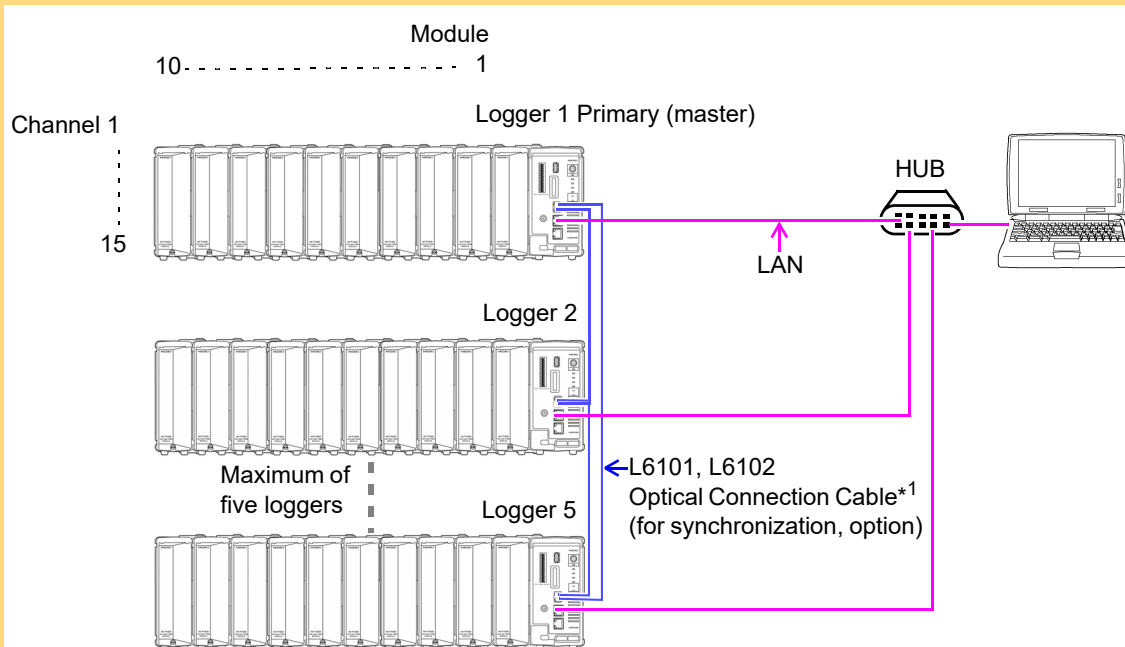 Module
10 1
Logger 1 Primary (master)
Channel 1
15
HUB
LAN
Logger 2
L6101, L6102
Optical Connection Cable*1
(for synchronization, option)
Maximum of
five loggers
Logger 5